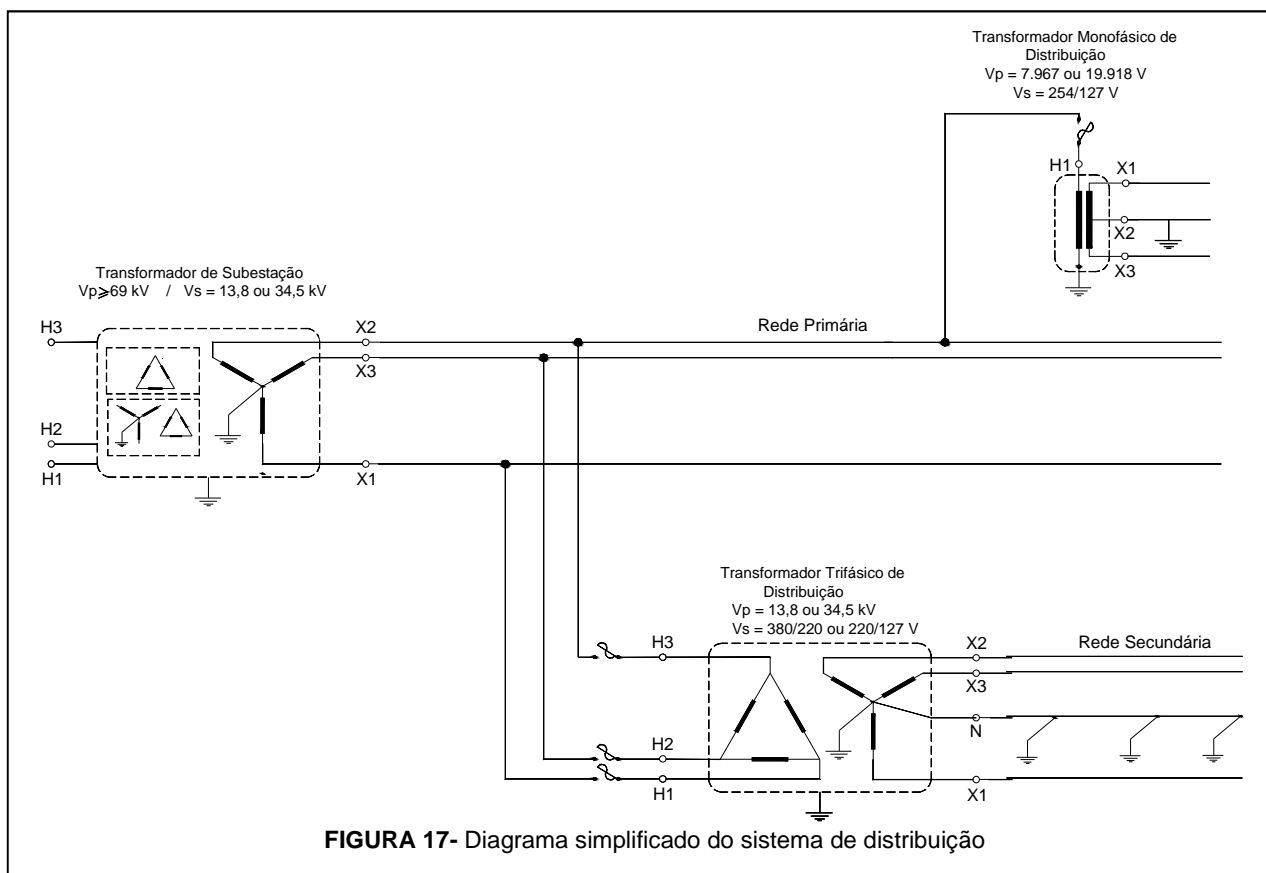 Transformador Monofásico de
Distribuição
Vp = 7.967 ou 19.918 V
Vs = 254/127 V
H1
X1
X2
X3
Transformador de Subestação
Vp⩾69 kV / Vs = 13,8 ou 34,5 kV
H3
H2
H1
X2
X3
X1
Rede Primária
Transformador Trifásico de
Distribuição
Vp = 13,8 ou 34,5 kV
Vs = 380/220 ou 220/127 V
H3
H2
H1
X2
X3
N
X1
Rede Secundária
FIGURA 17- Diagrama simplificado do sistema de distribuição